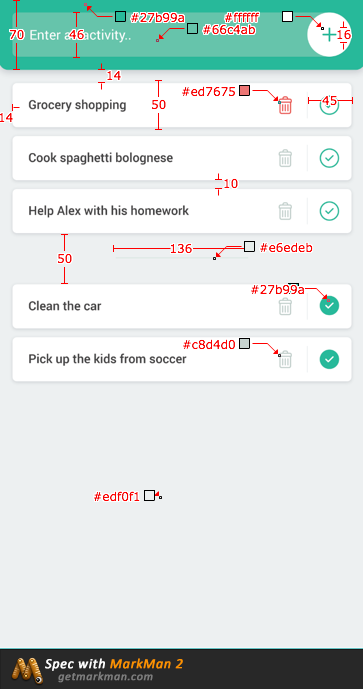 #27b99a
#ffffff
#66c4ab
70
46
Enter an activity..
16
14
#ed7675
50
Grocery shopping
45
14
Cook spaghetti bolognese
10
Help Alex with his homework
136
#e6edeb
50
#27b99a
Clean the car
#c8d4d0
Pick up the kids from soccer
#edf0f1
Spec with MarkMan 2
getmarkman.com